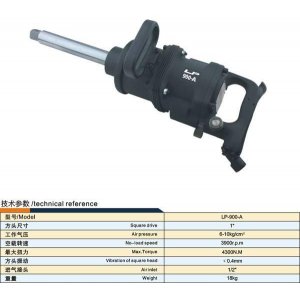 LP
900-A
技术参数 /technical reference
型号/Model LP-900-A
方头尺寸 Square drive 1"
工作气压 Air pressure 6-10kg/cm²
空载转速 No-load speed 3900r.p.m
最大扭力 Max.Torque 4300N.M
方头摆动 Vibration of square head < 0.4mm
进气接头 Air inlet 1/2"
重量 Weight 18kg